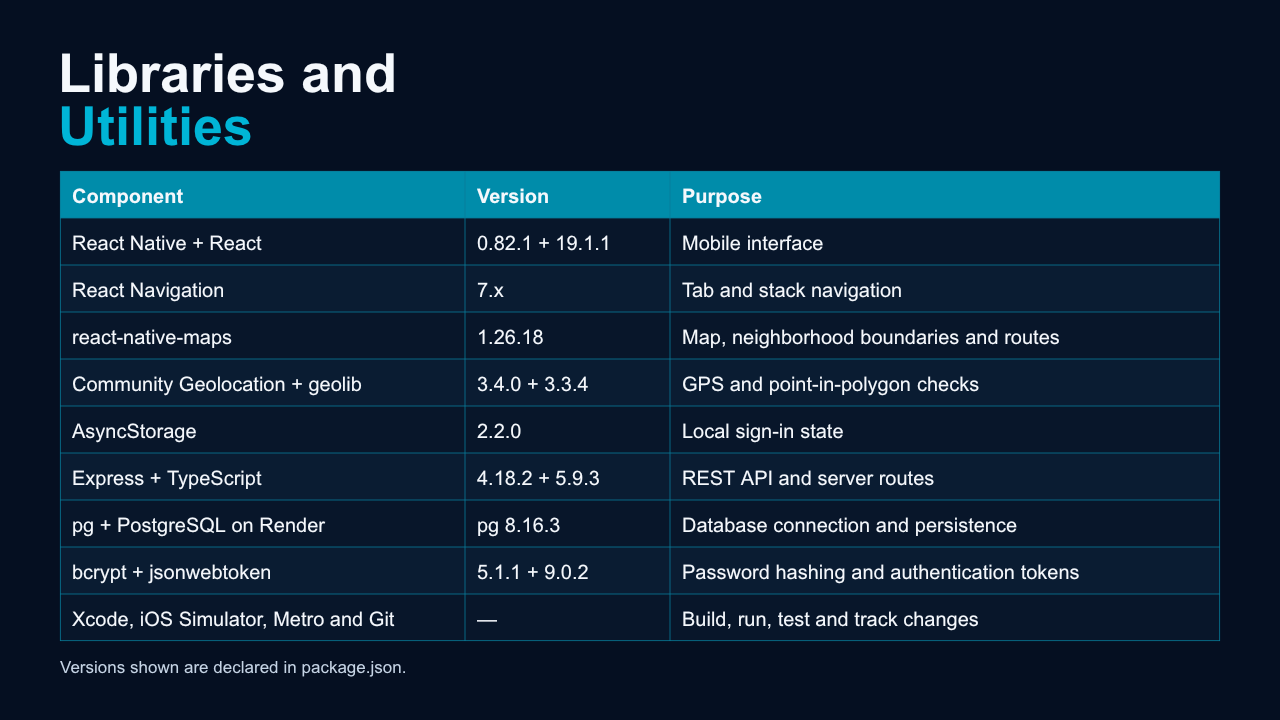 Libraries and
Utilities
Component Version Purpose
React Native + React 0.82.1 + 19.1.1 Mobile interface
React Navigation 7.x Tab and stack navigation
react-native-maps 1.26.18 Map, neighborhood boundaries and routes
Community Geolocation + geolib 3.4.0 + 3.3.4 GPS and point-in-polygon checks
AsyncStorage 2.2.0 Local sign-in state
Express + TypeScript 4.18.2 + 5.9.3 REST API and server routes
pg + PostgreSQL on Render pg 8.16.3 Database connection and persistence
bcrypt + jsonwebtoken 5.1.1 + 9.0.2 Password hashing and authentication tokens
Xcode, iOS Simulator, Metro and Git — Build, run, test and track changes
Versions shown are declared in package.json.